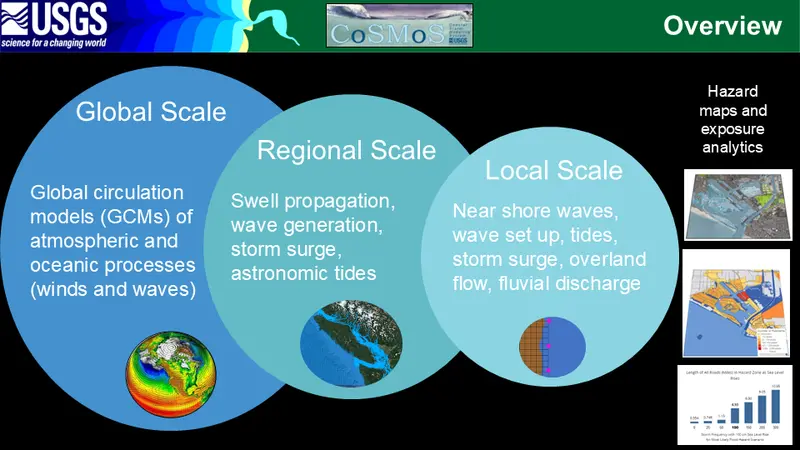 USGS
science for a changing world
CoSMoS
USGS
Overview
Global Scale
Global circulation
models (GCMs) of
atmospheric and
oceanic processes
(winds and waves)
Regional Scale
Swell propagation,
wave generation,
storm surge,
astronomic tides
Local Scale
Near shore waves,
wave set up, tides,
storm surge, overland
flow, fluvial discharge
Hazard
maps and
exposure
analytics